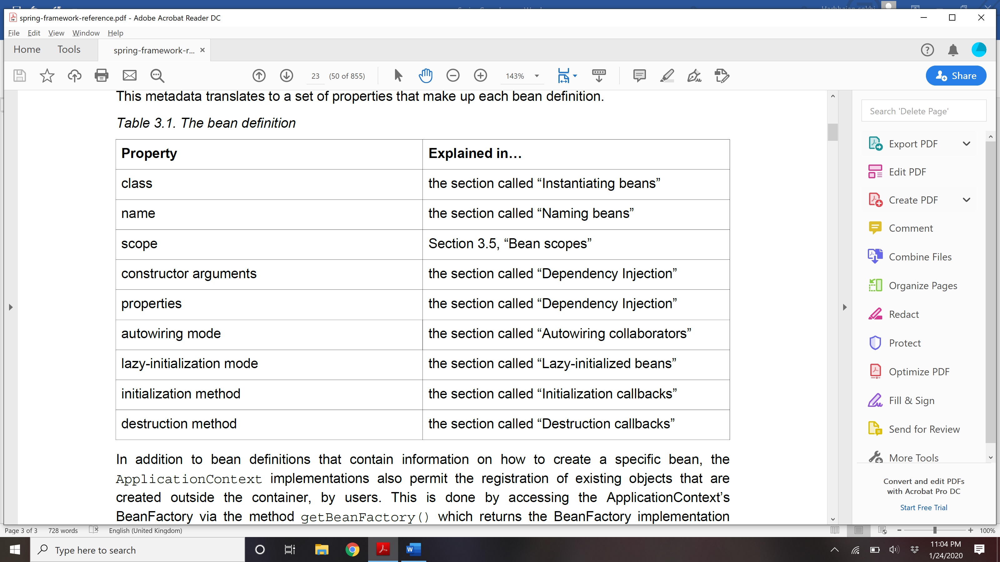 spring-framework-reference.pdf - Adobe Acrobat Reader DC
File Edit View Window Help
Home Tools spring-framework-r...
23 (50 of 855) 143% Share
This metadata translates to a set of properties that make up each bean definition.
Table 3.1. The bean definition
Property Explained in…
class the section called “Instantiating beans”
name the section called “Naming beans”
scope Section 3.5, “Bean scopes”
constructor arguments the section called “Dependency Injection”
properties the section called “Dependency Injection”
autowiring mode the section called “Autowiring collaborators”
lazy-initialization mode the section called “Lazy-initialized beans”
initialization method the section called “Initialization callbacks”
destruction method the section called “Destruction callbacks”
In addition to bean definitions that contain information on how to create a specific bean, the
ApplicationContext implementations also permit the registration of existing objects that are
created outside the container, by users. This is done by accessing the ApplicationContext’s
BeanFactory via the method getBeanFactory() which returns the BeanFactory implementation
Search 'Delete Page'
Export PDF
Edit PDF
Create PDF
Comment
Combine Files
Organize Pages
Redact
Protect
Optimize PDF
Fill & Sign
Send for Review
More Tools
Convert and edit PDFs
with Acrobat Pro DC
Start Free Trial
Page 3 of 3 728 words English (United Kingdom) 100%
Type here to search
11:04 PM
1/24/2020